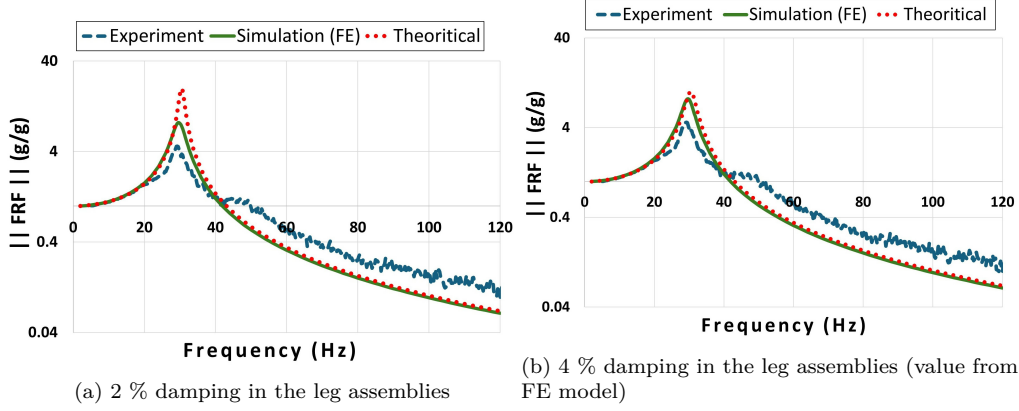 Experiment Simulation (FE) Theoritical
40
4
0.4
0.04
|| FRF || (g/g)
0 20 40 60 80 100 120
Frequency (Hz)
(a) 2 % damping in the leg assemblies
Experiment Simulation (FE) Theoritical
40
4
0.4
0.04
|| FRF || (g/g)
0 20 40 60 80 100 120
Frequency (Hz)
(b) 4 % damping in the leg assemblies (value from
FE model)